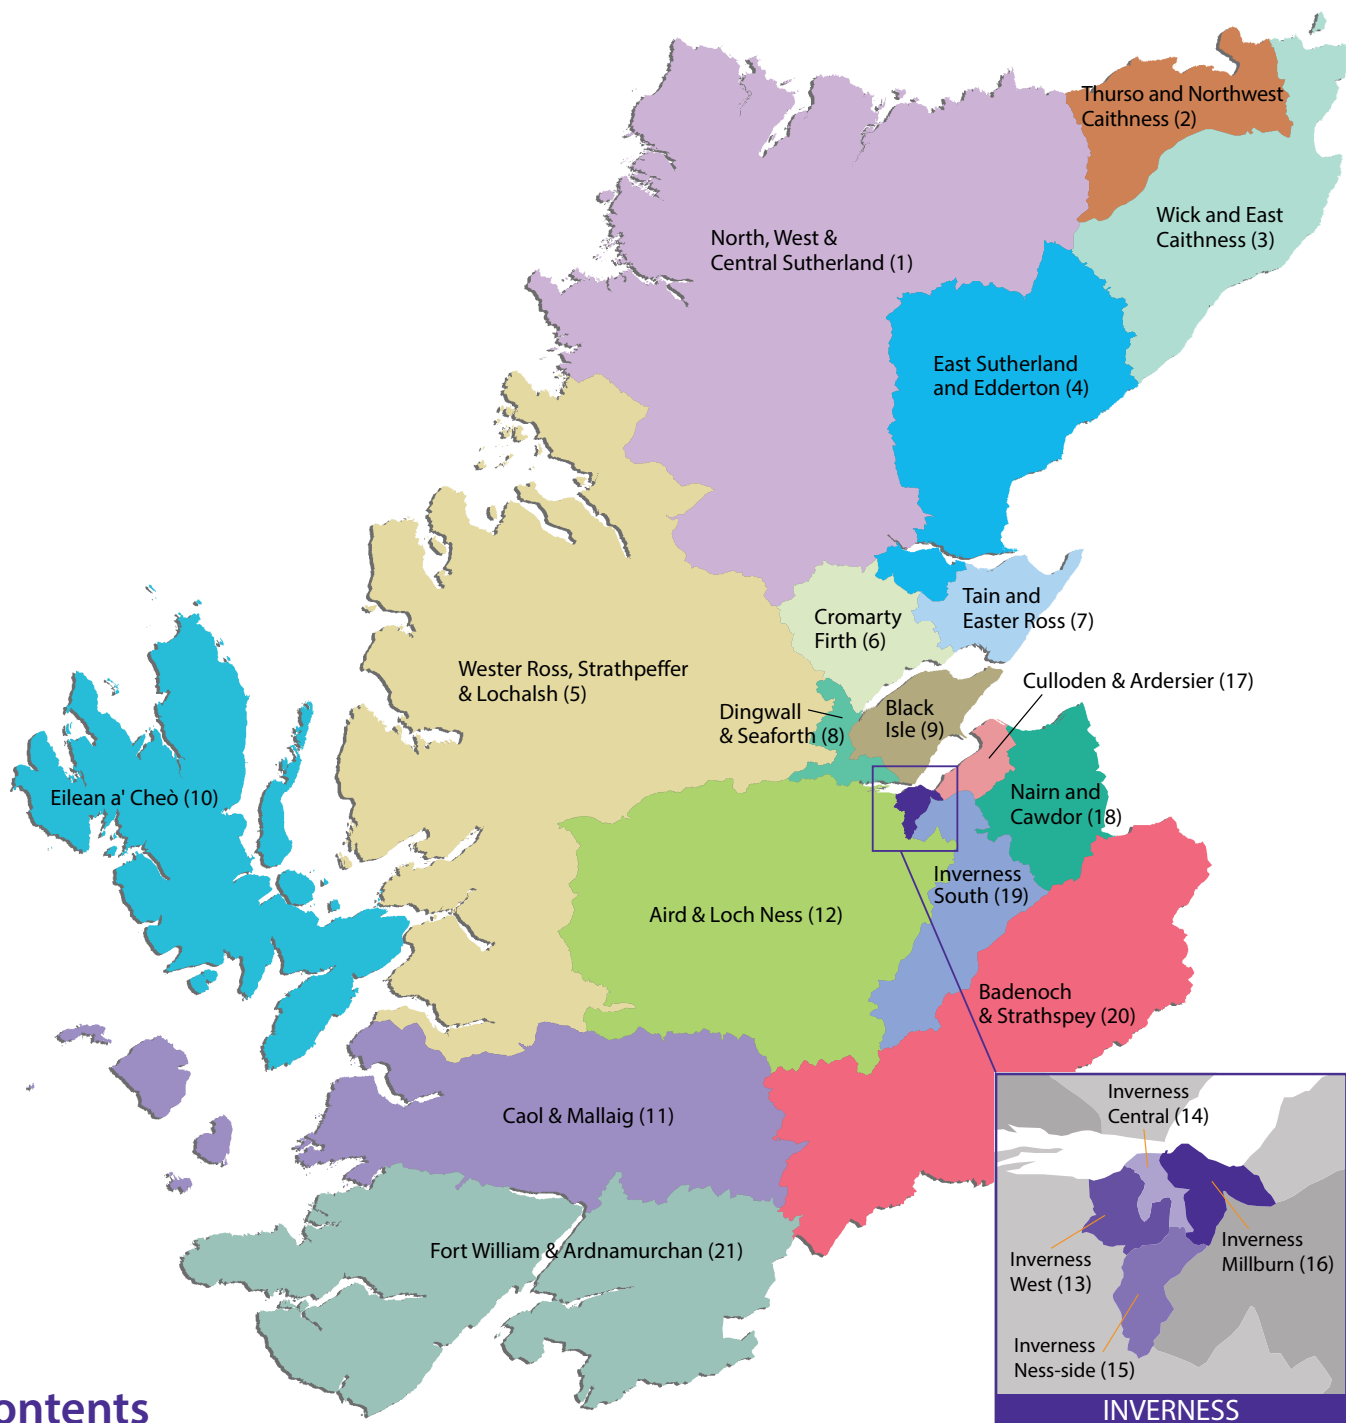 Thurso and Northwest
Caithness (2)
Wick and East
Caithness (3)
North, West &
Central Sutherland (1)
East Sutherland
and Edderton (4)
Tain and
Easter Ross (7)
Cromarty
Firth (6)
Wester Ross, Strathpeffer
& Lochalsh (5)
Culloden & Ardersier (17)
Dingwall
& Seaforth (8)
Black
Isle (9)
Eilean a' Cheò (10)
Nairn and
Cawdor (18)
Inverness
South (19)
Aird & Loch Ness (12)
Badenoch
& Strathspey (20)
Caol & Mallaig (11)
Fort William & Ardnamurchan (21)
Inverness
Central (14)
Inverness
West (13)
Inverness
Millburn (16)
Inverness
Ness-side (15)
INVERNESS
ontents